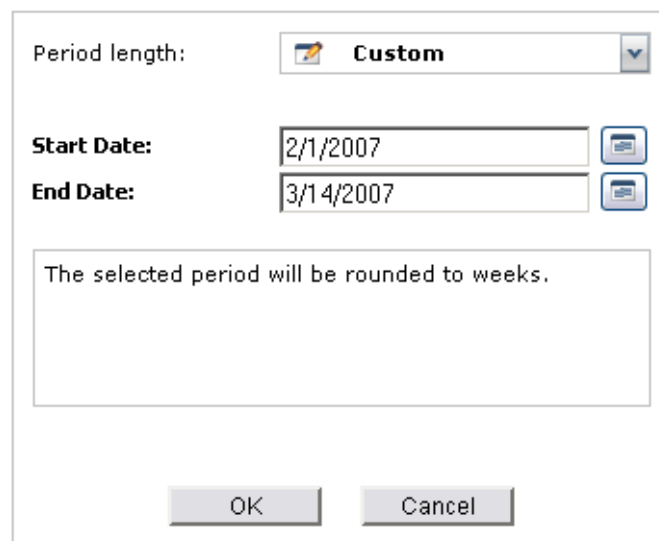 Period length: Custom
Start Date: 2/1/2007
End Date: 3/14/2007
The selected period will be rounded to weeks.
OK Cancel